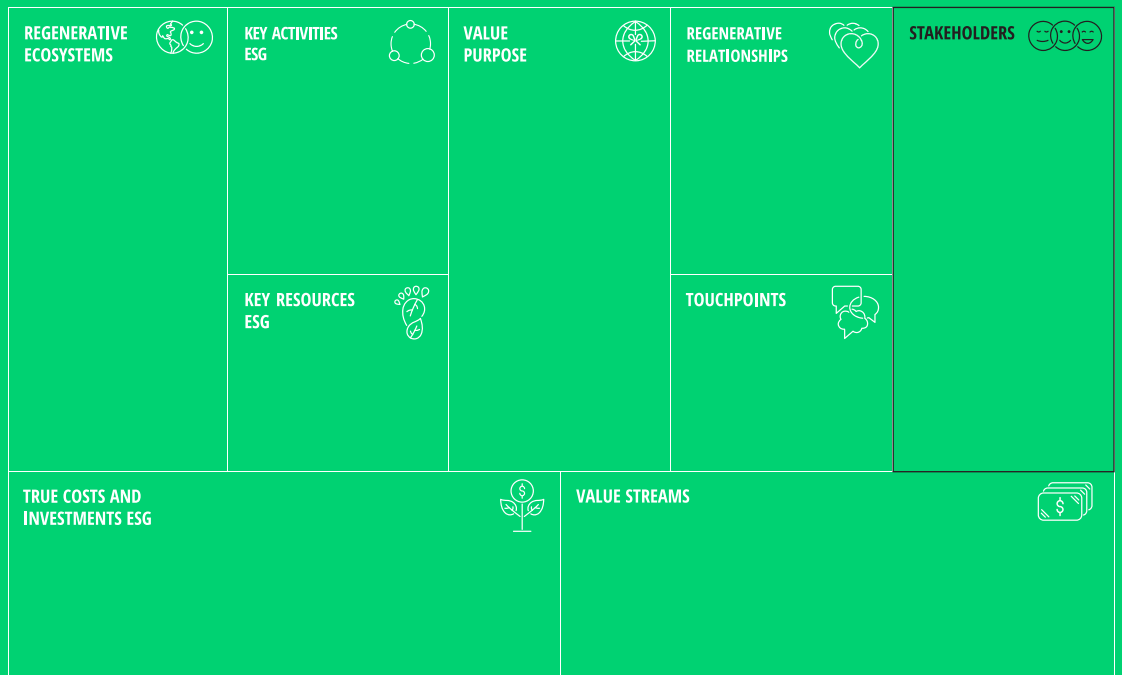 REGENERATIVE
ECOSYSTEMS
KEY ACTIVITIES
ESG
VALUE
PURPOSE
REGENERATIVE
RELATIONSHIPS
STAKEHOLDERS
KEY RESOURCES
ESG
TOUCHPOINTS
TRUE COSTS AND
INVESTMENTS ESG
$
VALUE STREAMS
$